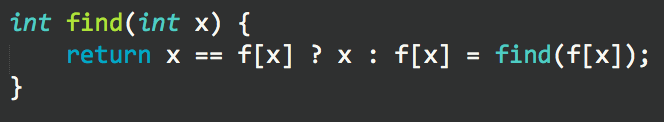 int find(int x) {
    return x == f[x] ? x : f[x] = find(f[x]);
}